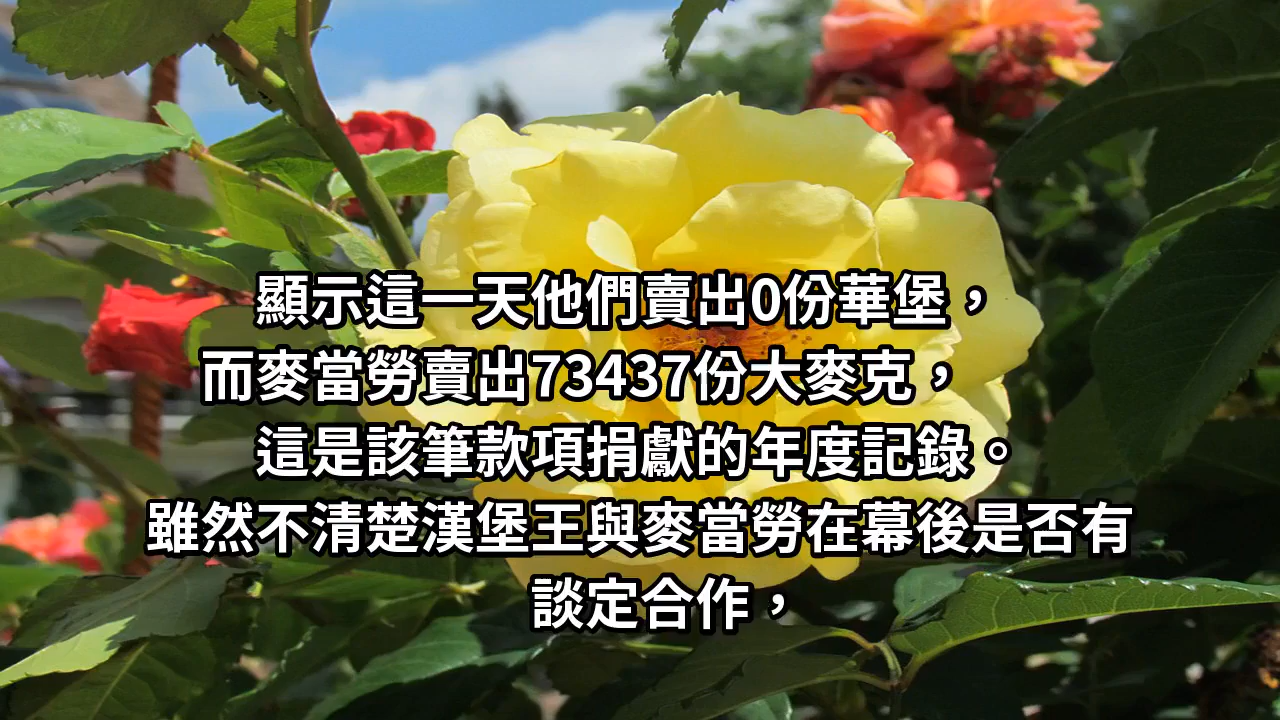 顯示這一天他們賣出0份華堡，
而麥當勞賣出73437份大麥克，
這是該筆款項捐獻的年度記錄。
雖然不清楚漢堡王與麥當勞在幕後是否有
談定合作，